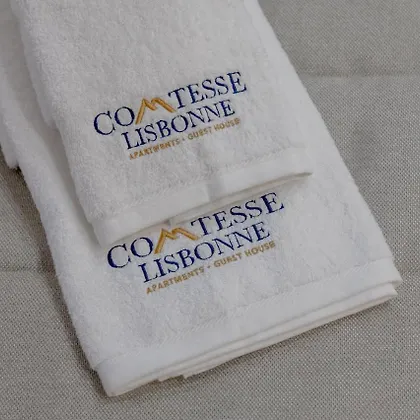 COMTESSE
LISBONNE
APARTMENTS • GUEST HOUSE
COMTESSE
LISBONNE
APARTMENTS • GUEST HOUSE